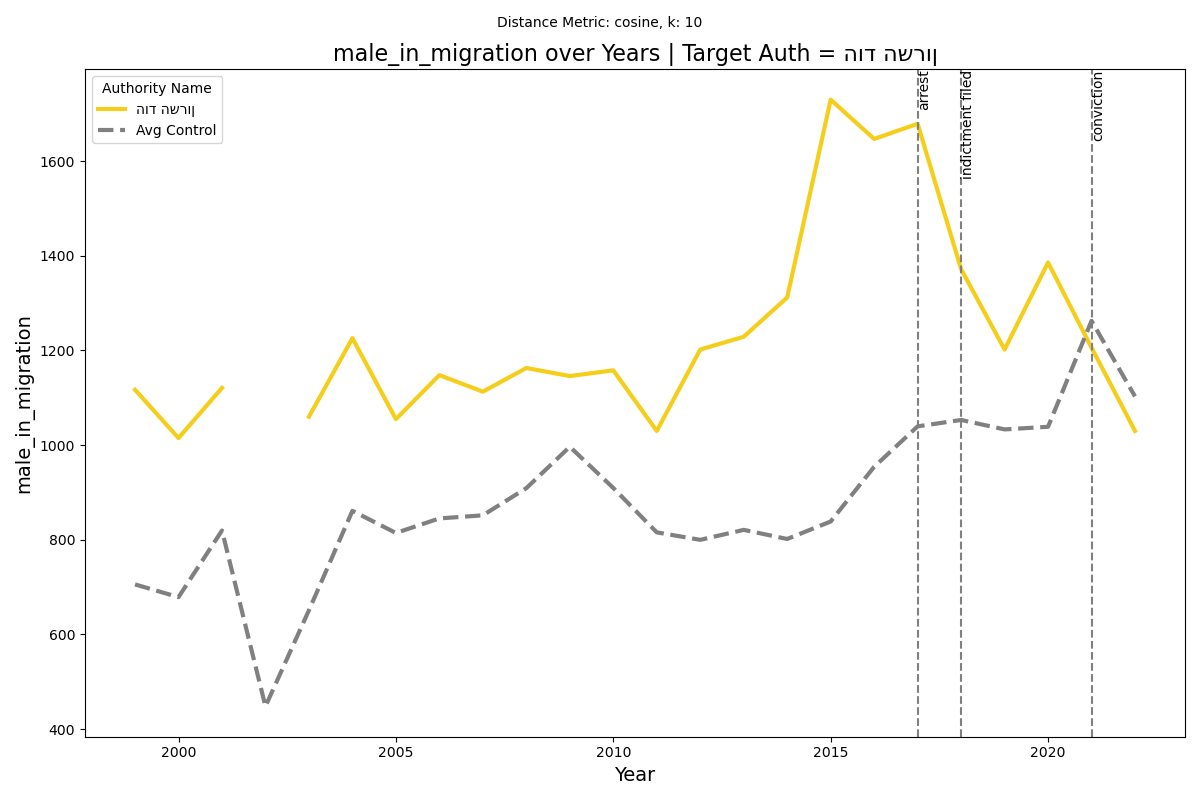 Distance Metric: cosine, k: 10
male_in_migration over Years | Target Auth = הוד השרון
Authority Name
הוד השרון
Avg Control
arrest
indictment filed
conviction
male_in_migration
1600
1400
1200
1000
800
600
400
2000
2005
2010
2015
2020
Year